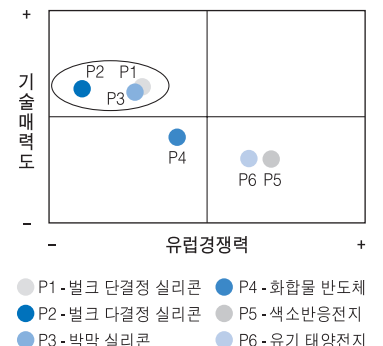 +
기술매력도
P2 P1
P3
P4
P6 P5
–
– 유럽경쟁력 +
P1 - 벌크 단결정 실리콘
P4 - 화합물 반도체
P2 - 벌크 다결정 실리콘
P5 - 색소반응전지
P3 - 박막 실리콘
P6 - 유기 태양전지